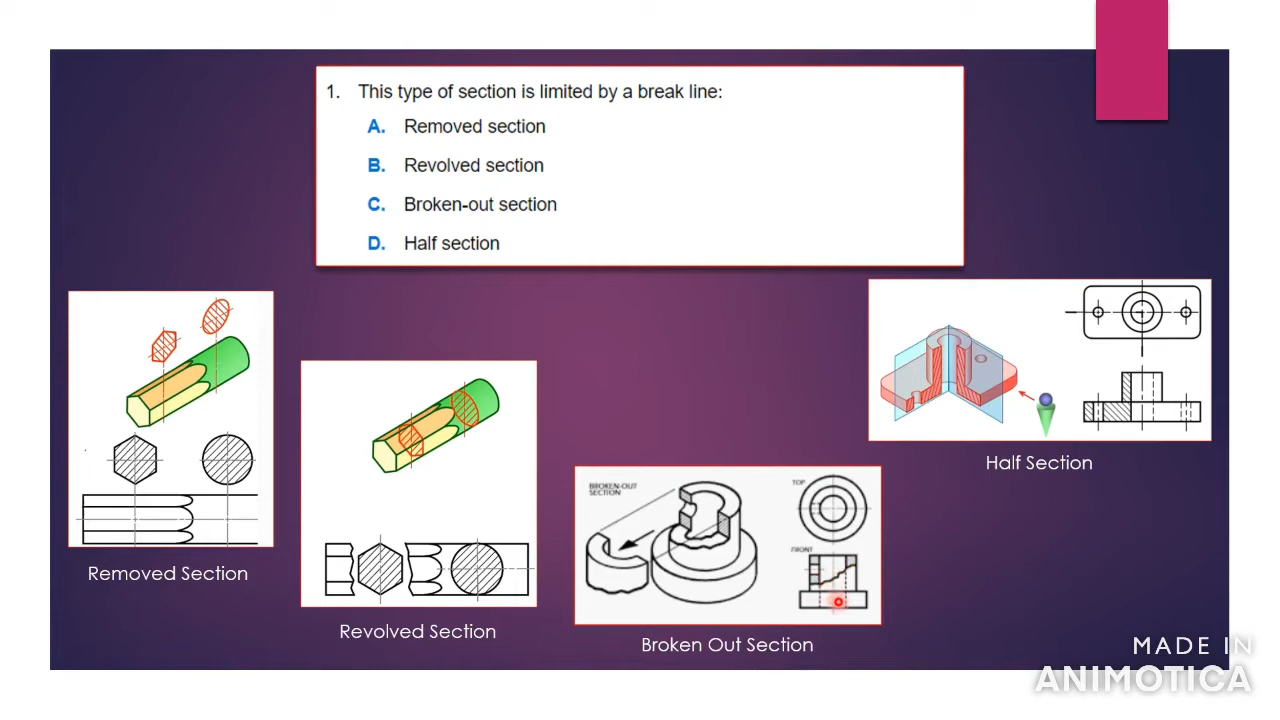 1. This type of section is limited by a break line:
A. Removed section
B. Revolved section
C. Broken-out section
D. Half section
Half Section
BROKEN-OUT
SECTION
TOP
FRONT
Removed Section
Revolved Section
Broken Out Section
MADE IN
ANIMOTICA